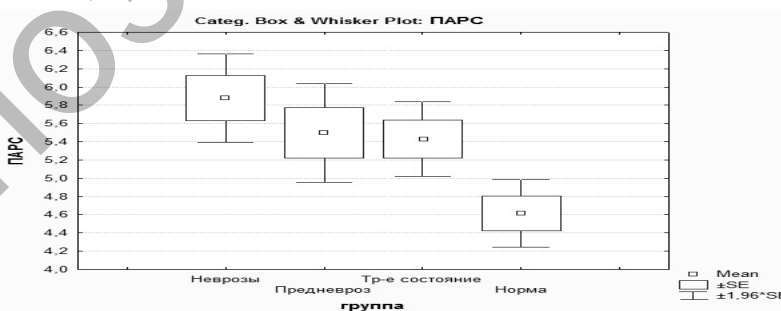 Categ. Box & Whisker Plot: ПАРС
6,6
6,4
6,2
6,0
5,8
5,6
5,4
5,2
5,0
4,8
4,6
4,4
4,2
4,0
ПАРС
Неврозы
Предневроз
Тр-е состояние
Норма
группа
Mean
±SE
±1,96*SE